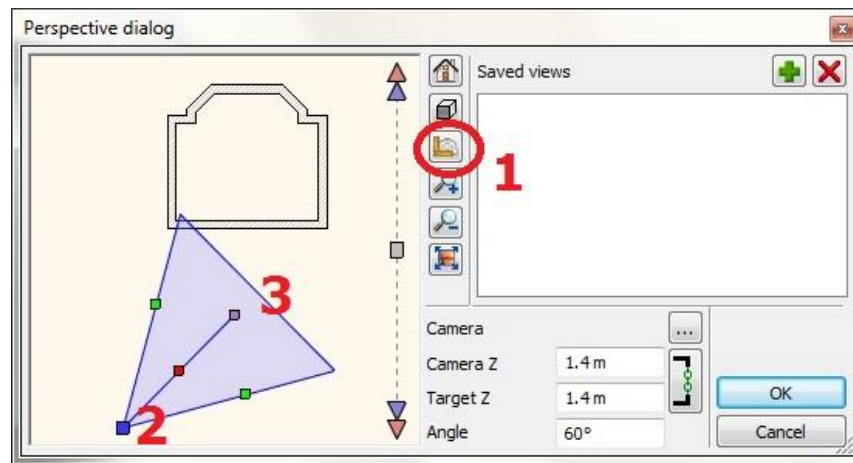 Perspective dialog
Saved views
1
3
2
Camera
...
Camera Z 1.4 m
Target Z 1.4 m
Angle 60°
OK
Cancel